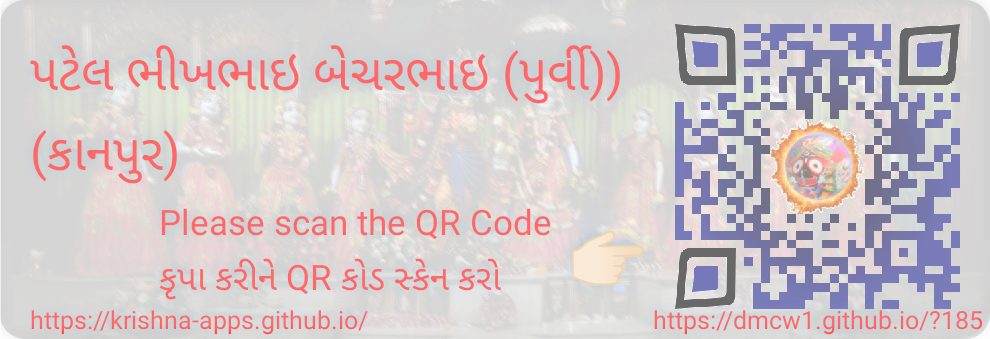 પટેલ ભીખભાઇ બેચરભાઇ (પુર્વી))
(કાનપુર)
Please scan the QR Code
કૃપા કરીને QR કોડ સ્કેન કરો
https://krishna-apps.github.io/
https://dmcw1.github.io/?185